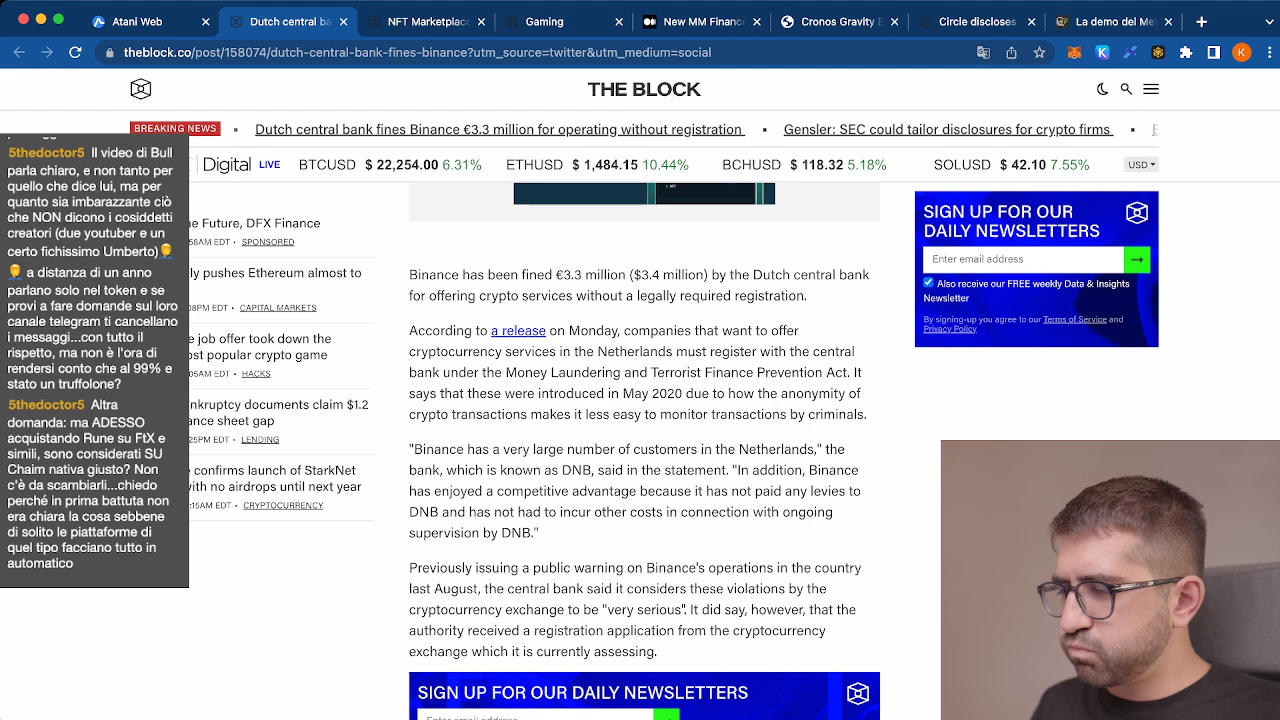 Atani Web
Dutch central ba
NFT Marketplace
Gaming
New MM Financ
Cronos Gravity B
Circle discloses
La demo del Me
theblock.co/post/158074/dutch-central-bank-fines-binance?utm_source=twitter&utm_medium=social
K
THE BLOCK
BREAKING NEWS
Dutch central bank fines Binance €3.3 million for operating without registration
Gensler: SEC could tailor disclosures for crypto firms
Digital LIVE
BTCUSD $ 22,254.00 6.31%
ETHUSD $ 1,484.15 10.44%
BCHUSD $ 118.32 5.18%
SOLUSD $ 42.10 7.55%
USD
5thedoctor5 Il video di Bull
parla chiaro, e non tanto per
quello che dice lui, ma per
quanto sia imbarazzante ciò
che NON dicono i cosiddetti
creatori (due youtuber e un
certo fichissimo Umberto)
a distanza di un anno
parlano solo nel token e se
provi a fare domande sul loro
canale telegram ti cancellano
i messaggi...con tutto il
rispetto, ma non è l'ora di
rendersi conto che al 99% e
stato un truffolone?
5thedoctor5 Altra
domanda: ma ADESSO
acquistando Rune su FtX e
simili, sono considerati SU
Chaim nativa giusto? Non
c'è da scambiarli...chiedo
perché in prima battuta non
era chiara la cosa sebbene
di solito le piattaforme di
quel tipo facciano tutto in
automatico
e Future, DFX Finance
58AM EDT • SPONSORED
ly pushes Ethereum almost to
08PM EDT • CAPITAL MARKETS
e job offer took down the
ost popular crypto game
05AM EDT • HACKS
nkruptcy documents claim $1.2
ance sheet gap
25PM EDT • LENDING
e confirms launch of StarkNet
with no airdrops until next year
:15AM EDT • CRYPTOCURRENCY
Binance has been fined €3.3 million ($3.4 million) by the Dutch central bank
for offering crypto services without a legally required registration.
According to a release on Monday, companies that want to offer
cryptocurrency services in the Netherlands must register with the central
bank under the Money Laundering and Terrorist Finance Prevention Act. It
says that these were introduced in May 2020 due to how the anonymity of
crypto transactions makes it less easy to monitor transactions by criminals.
"Binance has a very large number of customers in the Netherlands," the
bank, which is known as DNB, said in the statement. "In addition, Binance
has enjoyed a competitive advantage because it has not paid any levies to
DNB and has not had to incur other costs in connection with ongoing
supervision by DNB."
Previously issuing a public warning on Binance's operations in the country
last August, the central bank said it considers these violations by the
cryptocurrency exchange to be "very serious". It did say, however, that the
authority received a registration application from the cryptocurrency
exchange which it is currently assessing.
SIGN UP FOR OUR DAILY NEWSLETTERS
SIGN UP FOR OUR
DAILY NEWSLETTERS
Enter email address
Also receive our FREE weekly Data & Insights
Newsletter
By signing-up you agree to our Terms of Service and
Privacy Policy